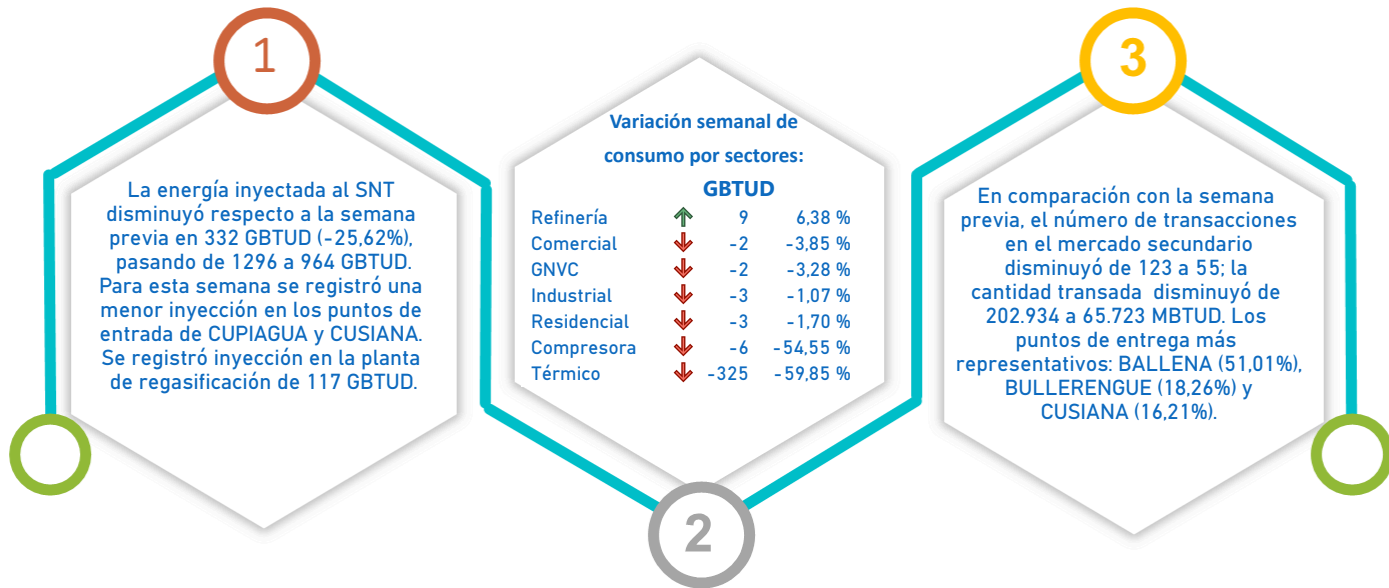 1
La energía inyectada al SNT
disminuyó respecto a la semana
previa en 332 GBTUD (-25,62%),
pasando de 1296 a 964 GBTUD.
Para esta semana se registró una
menor inyección en los puntos de
entrada de CUPIAGUA y CUSIANA.
Se registró inyección en la planta
de regasificación de 117 GBTUD.
Variación semanal de
consumo por sectores:
GBTUD
Refinería 9 6,38 %
Comercial -2 -3,85 %
GNVC -2 -3,28 %
Industrial -3 -1,07 %
Residencial -3 -1,70 %
Compresora -6 -54,55 %
Térmico -325 -59,85 %
2
3
En comparación con la semana
previa, el número de transacciones
en el mercado secundario
disminuyó de 123 a 55; la
cantidad transada disminuyó de
202.934 a 65.723 MBTUD. Los
puntos de entrega más
representativos: BALLENA (51,01%),
BULLERENGUE (18,26%) y
CUSIANA (16,21%).